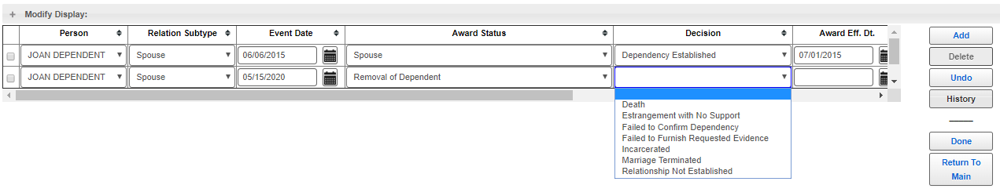 + Modify Display:
Person Relation Subtype Event Date Award Status Decision Award Eff. Dt.
JOAN DEPENDENT Spouse 06/06/2015 Spouse Dependency Established 07/01/2015
JOAN DEPENDENT Spouse 05/15/2020 Removal of Dependent
Death
Estrangement with No Support
Failed to Confirm Dependency
Failed to Furnish Requested Evidence
Incarcerated
Marriage Terminated
Relationship Not Established
Add
Delete
Undo
History
Done
Return To
Main